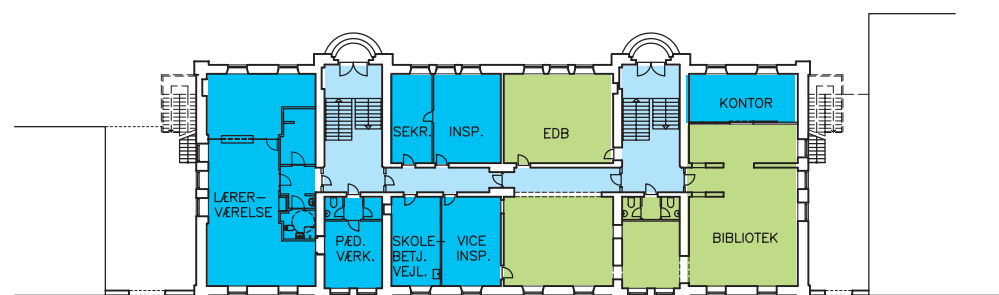 KONTOR
SEKR.
INSP.
EDB
LÆRER-
VÆRELSE
PÆD.
VÆRK.
SKOLE-
BETJ.
VEJL.
VICE
INSP.
BIBLIOTEK